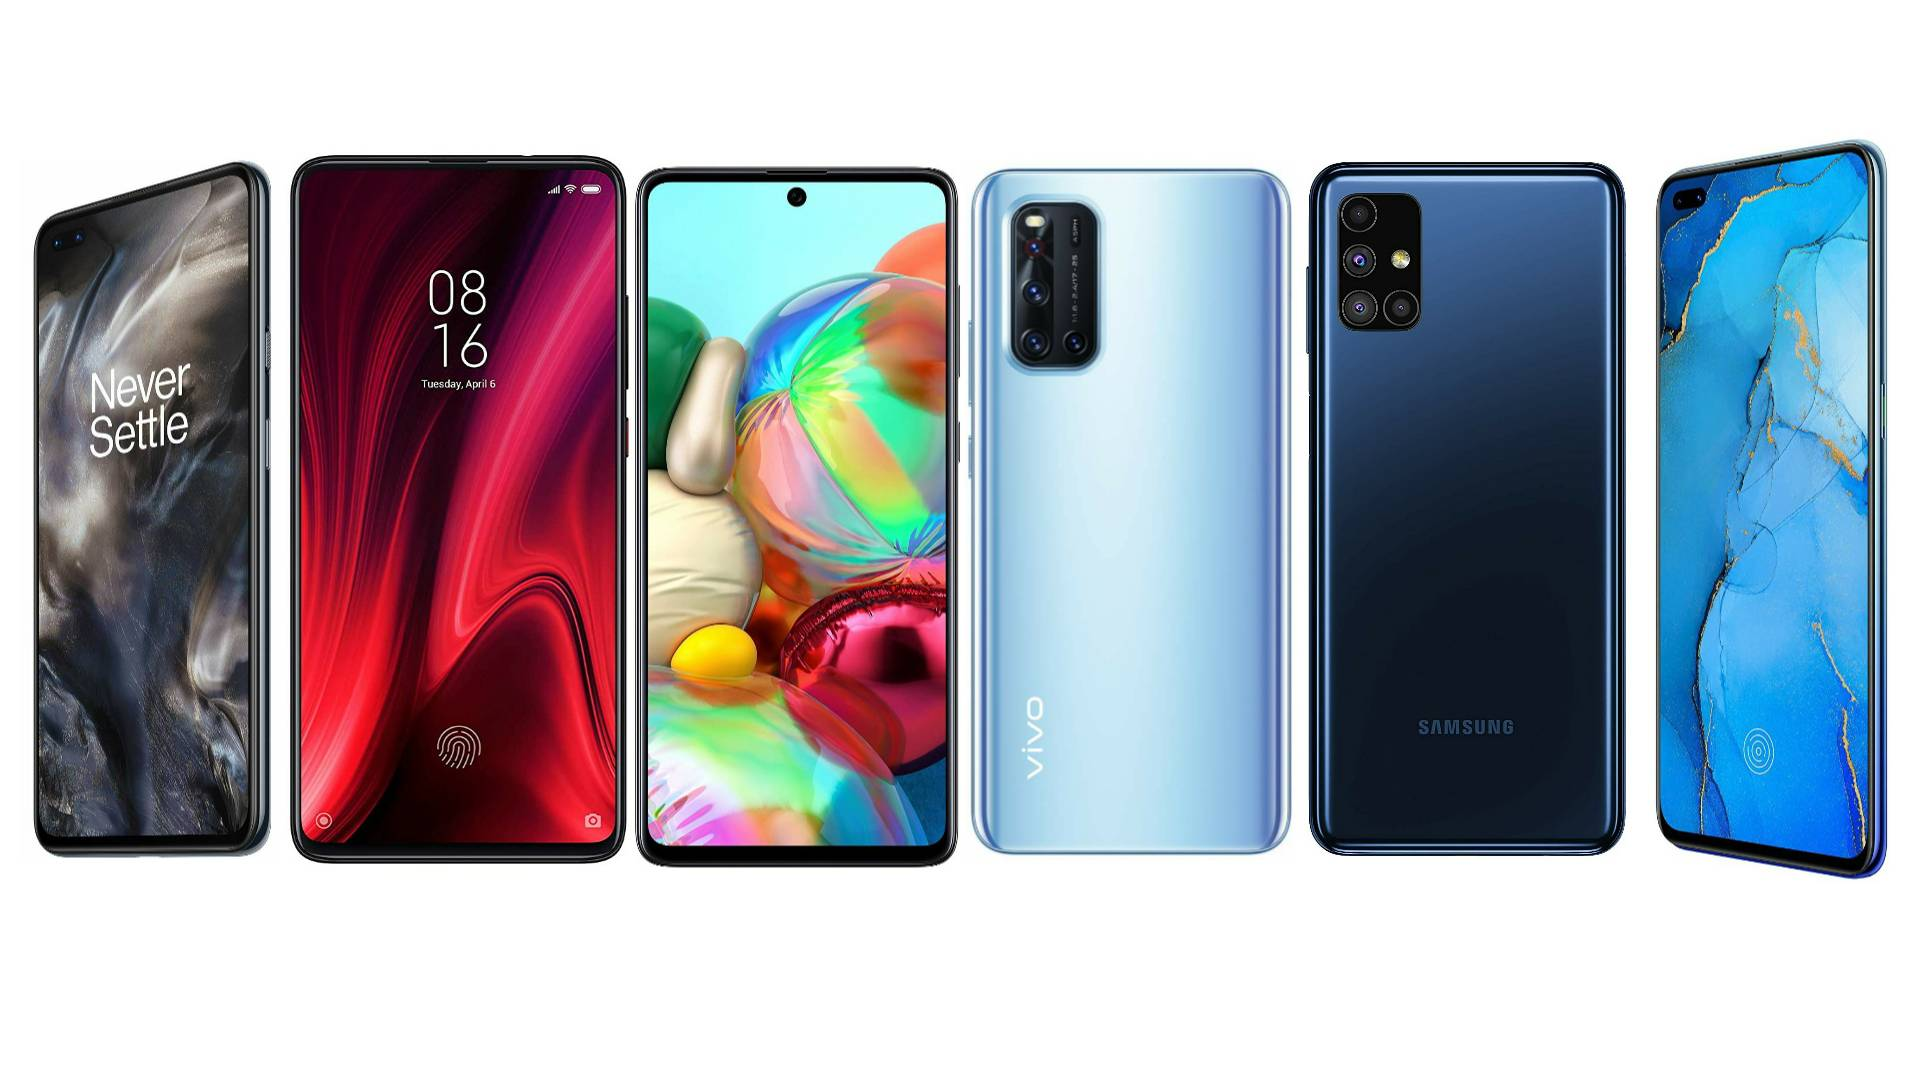 Never
Settle
08
16
Tuesday, April 6
vivo
SAMSUNG